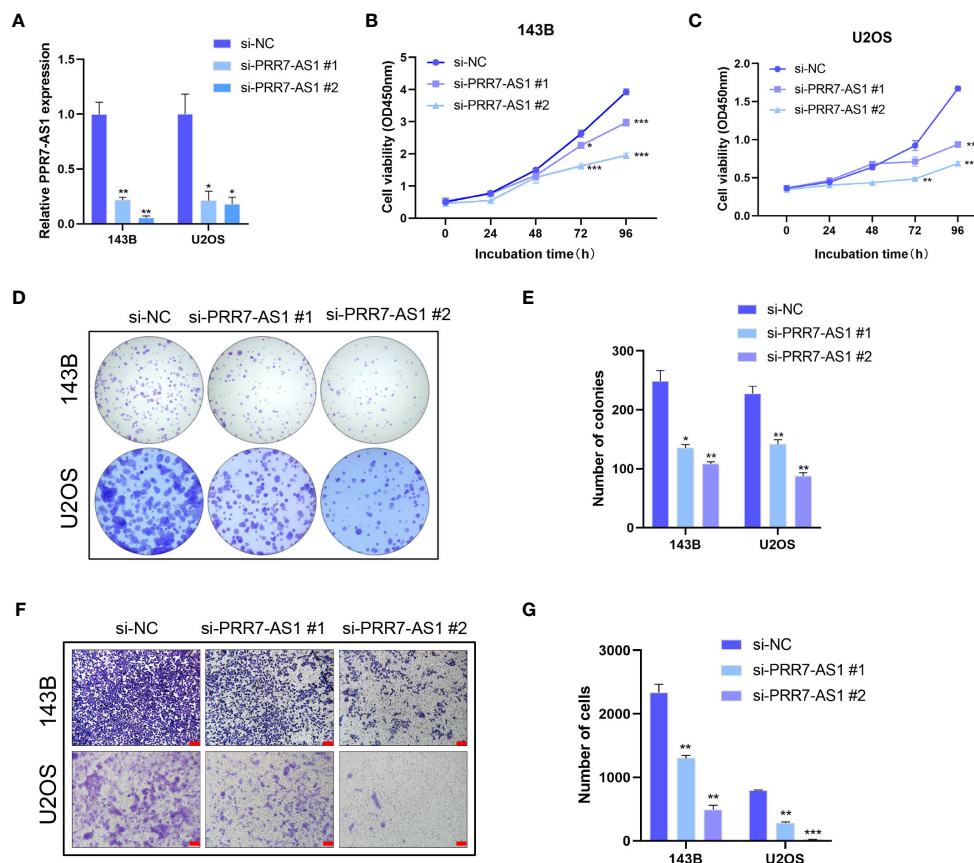 A
si-NC
si-PRR7-AS1 #1
si-PRR7-AS1 #2
Relative PPR7-AS1 expression
1.5
1.0
0.5
0.0
**
**
*
*
143B
U2OS
B
143B
si-NC
si-PRR7-AS1 #1
si-PRR7-AS1 #2
Cell viability (OD450nm)
5
4
3
2
1
0
*
***
***
***
0
24
48
72
96
Incubation time（h）
C
U2OS
si-NC
si-PRR7-AS1 #1
si-PRR7-AS1 #2
Cell viability (OD450nm)
2.0
1.5
1.0
0.5
0.0
**
**
**
0
24
48
72
96
Incubation time（h）
D
si-NC
si-PRR7-AS1 #1
si-PRR7-AS1 #2
143B
U2OS
E
si-NC
si-PRR7-AS1 #1
si-PRR7-AS1 #2
Number of colonies
300
200
100
0
*
**
**
**
143B
U2OS
F
si-NC
si-PRR7-AS1 #1
si-PRR7-AS1 #2
143B
U2OS
G
si-NC
si-PRR7-AS1 #1
si-PRR7-AS1 #2
Number of cells
3000
2000
1000
0
**
**
**
***
143B
U2OS